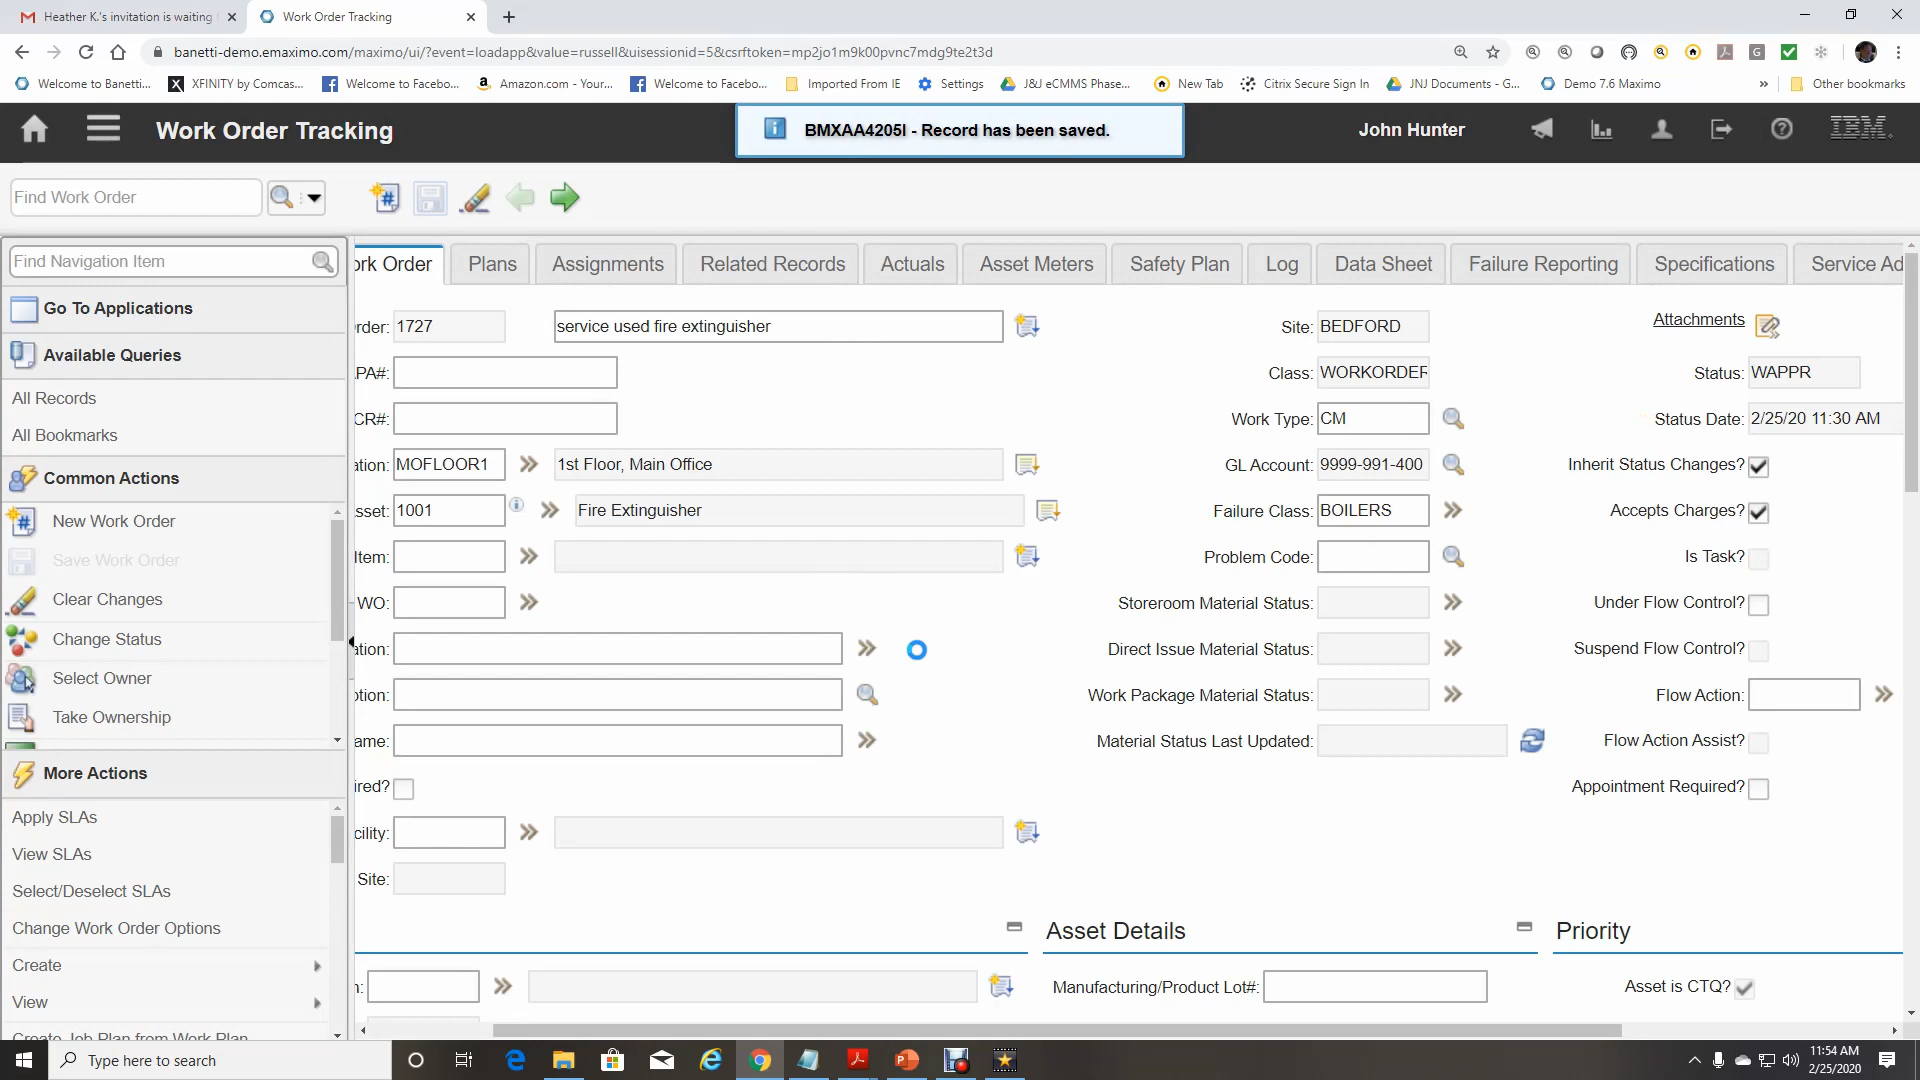 Heather K.'s invitation is waiting
Work Order Tracking
banetti-demo.emaximo.com/maximo/ui/?event=loadapp&value=russell&uisessionid=5&csrftoken=mp2jo1m9k00pvnc7mdg9te2t3d
Welcome to Banetti... XFINITY by Comcas... Welcome to Facebo... Amazon.com - Your... Welcome to Facebo... Imported From IE Settings J&J eCMMS Phase... New Tab Citrix Secure Sign In JNJ Documents - G... Demo 7.6 Maximo » Other bookmarks
Work Order Tracking
BMXAA4205I - Record has been saved.
John Hunter
IBM
Find Work Order
Find Navigation Item
Go To Applications
Available Queries
All Records
All Bookmarks
Common Actions
New Work Order
Save Work Order
Clear Changes
Change Status
Select Owner
Take Ownership
More Actions
Apply SLAs
View SLAs
Select/Deselect SLAs
Change Work Order Options
Create
View
Create Job Plan from Work Plan
ork Order Plans Assignments Related Records Actuals Asset Meters Safety Plan Log Data Sheet Failure Reporting Specifications Service Ad
rder: 1727 service used fire extinguisher Site: BEDFORD Attachments
PA#: Class: WORKORDER Status: WAPPR
CR#: Work Type: CM Status Date: 2/25/20 11:30 AM
ation: MOFLOOR1 1st Floor, Main Office GL Account: 9999-991-400 Inherit Status Changes?
sset: 1001 Fire Extinguisher Failure Class: BOILERS Accepts Charges?
Item: Problem Code: Is Task?
WO: Storeroom Material Status: Under Flow Control?
ation: Direct Issue Material Status: Suspend Flow Control?
tion: Work Package Material Status: Flow Action:
ame: Material Status Last Updated: Flow Action Assist?
ired? Appointment Required?
cility:
Site:
Asset Details Priority
n: Manufacturing/Product Lot#: Asset is CTQ?
Type here to search
11:54 AM
2/25/2020